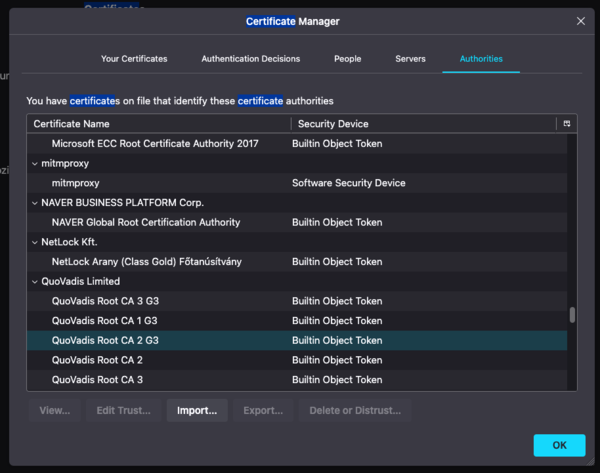 Certificates
Certificate Manager
Your Certificates
Authentication Decisions
People
Servers
Authorities
You have certificates on file that identify these certificate authorities
Certificate Name
Security Device
Microsoft ECC Root Certificate Authority 2017 Builtin Object Token
mitmproxy
mitmproxy Software Security Device
NAVER BUSINESS PLATFORM Corp.
NAVER Global Root Certification Authority Builtin Object Token
NetLock Kft.
NetLock Arany (Class Gold) Főtanúsítvány Builtin Object Token
QuoVadis Limited
QuoVadis Root CA 3 G3 Builtin Object Token
QuoVadis Root CA 1 G3 Builtin Object Token
QuoVadis Root CA 2 G3 Builtin Object Token
QuoVadis Root CA 2 Builtin Object Token
QuoVadis Root CA 3 Builtin Object Token
View...
Edit Trust...
Import...
Export...
Delete or Distrust...
OK